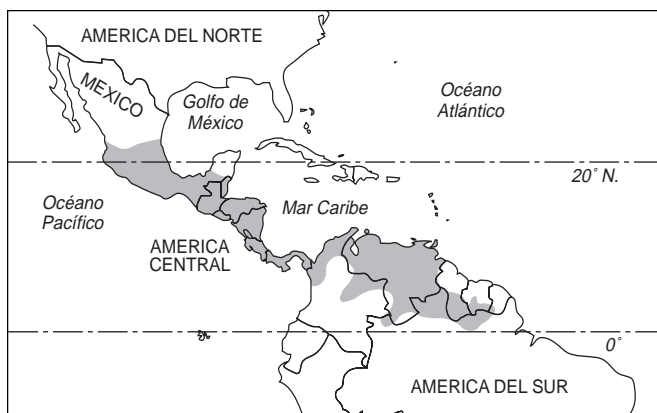 AMERICA DEL NORTE
MEXICO
Golfo de
México
Océano
Atlántico
20° N.
Océano
Pacífico
Mar Caribe
AMERICA
CENTRAL
0°
AMERICA DEL SUR